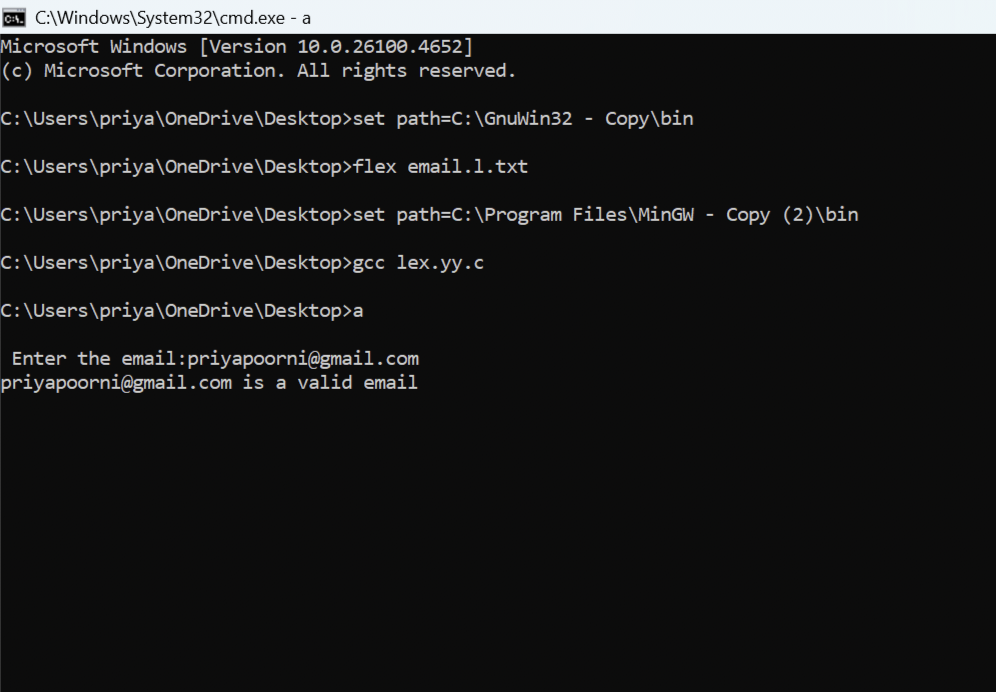 C:\Windows\System32\cmd.exe - a
Microsoft Windows [Version 10.0.26100.4652]
(c) Microsoft Corporation. All rights reserved.
C:\Users\priya\OneDrive\Desktop>set path=C:\GnuWin32 - Copy\bin
C:\Users\priya\OneDrive\Desktop>flex email.l.txt
C:\Users\priya\OneDrive\Desktop>set path=C:\Program Files\MinGW - Copy (2)\bin
C:\Users\priya\OneDrive\Desktop>gcc lex.yy.c
C:\Users\priya\OneDrive\Desktop>a
Enter the email:priyapoorni@gmail.com
priyapoorni@gmail.com is a valid email